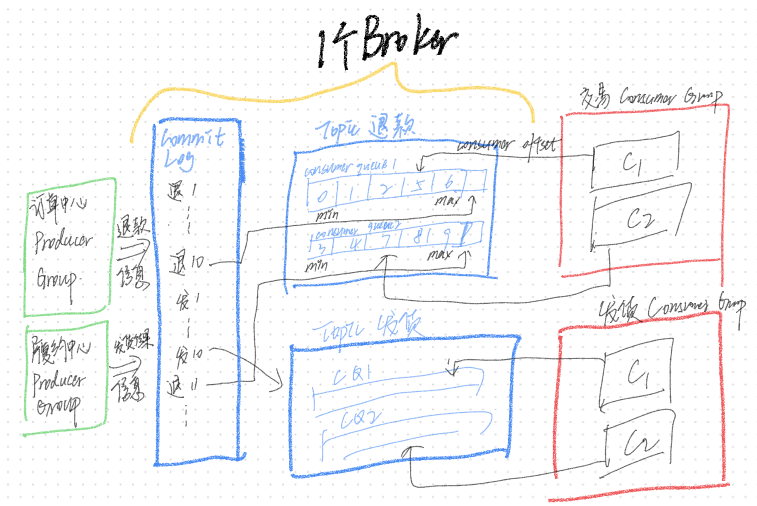 1个Broker
交易 Consumer Group
Commit
Log
Topic 退款
consumer offset
consumer queue 1
0 1 2 5 6
min
max
consumer queue 2
3 4 7 8 9
min
max
C1
C2
退1
退10
发1
发10
退11
订单中心
Producer
Group
退款
信息
履约中心
Producer
Group
发货结果
信息
Topic 发货
CQ1
CQ2
发货 Consumer Group
C1
C2